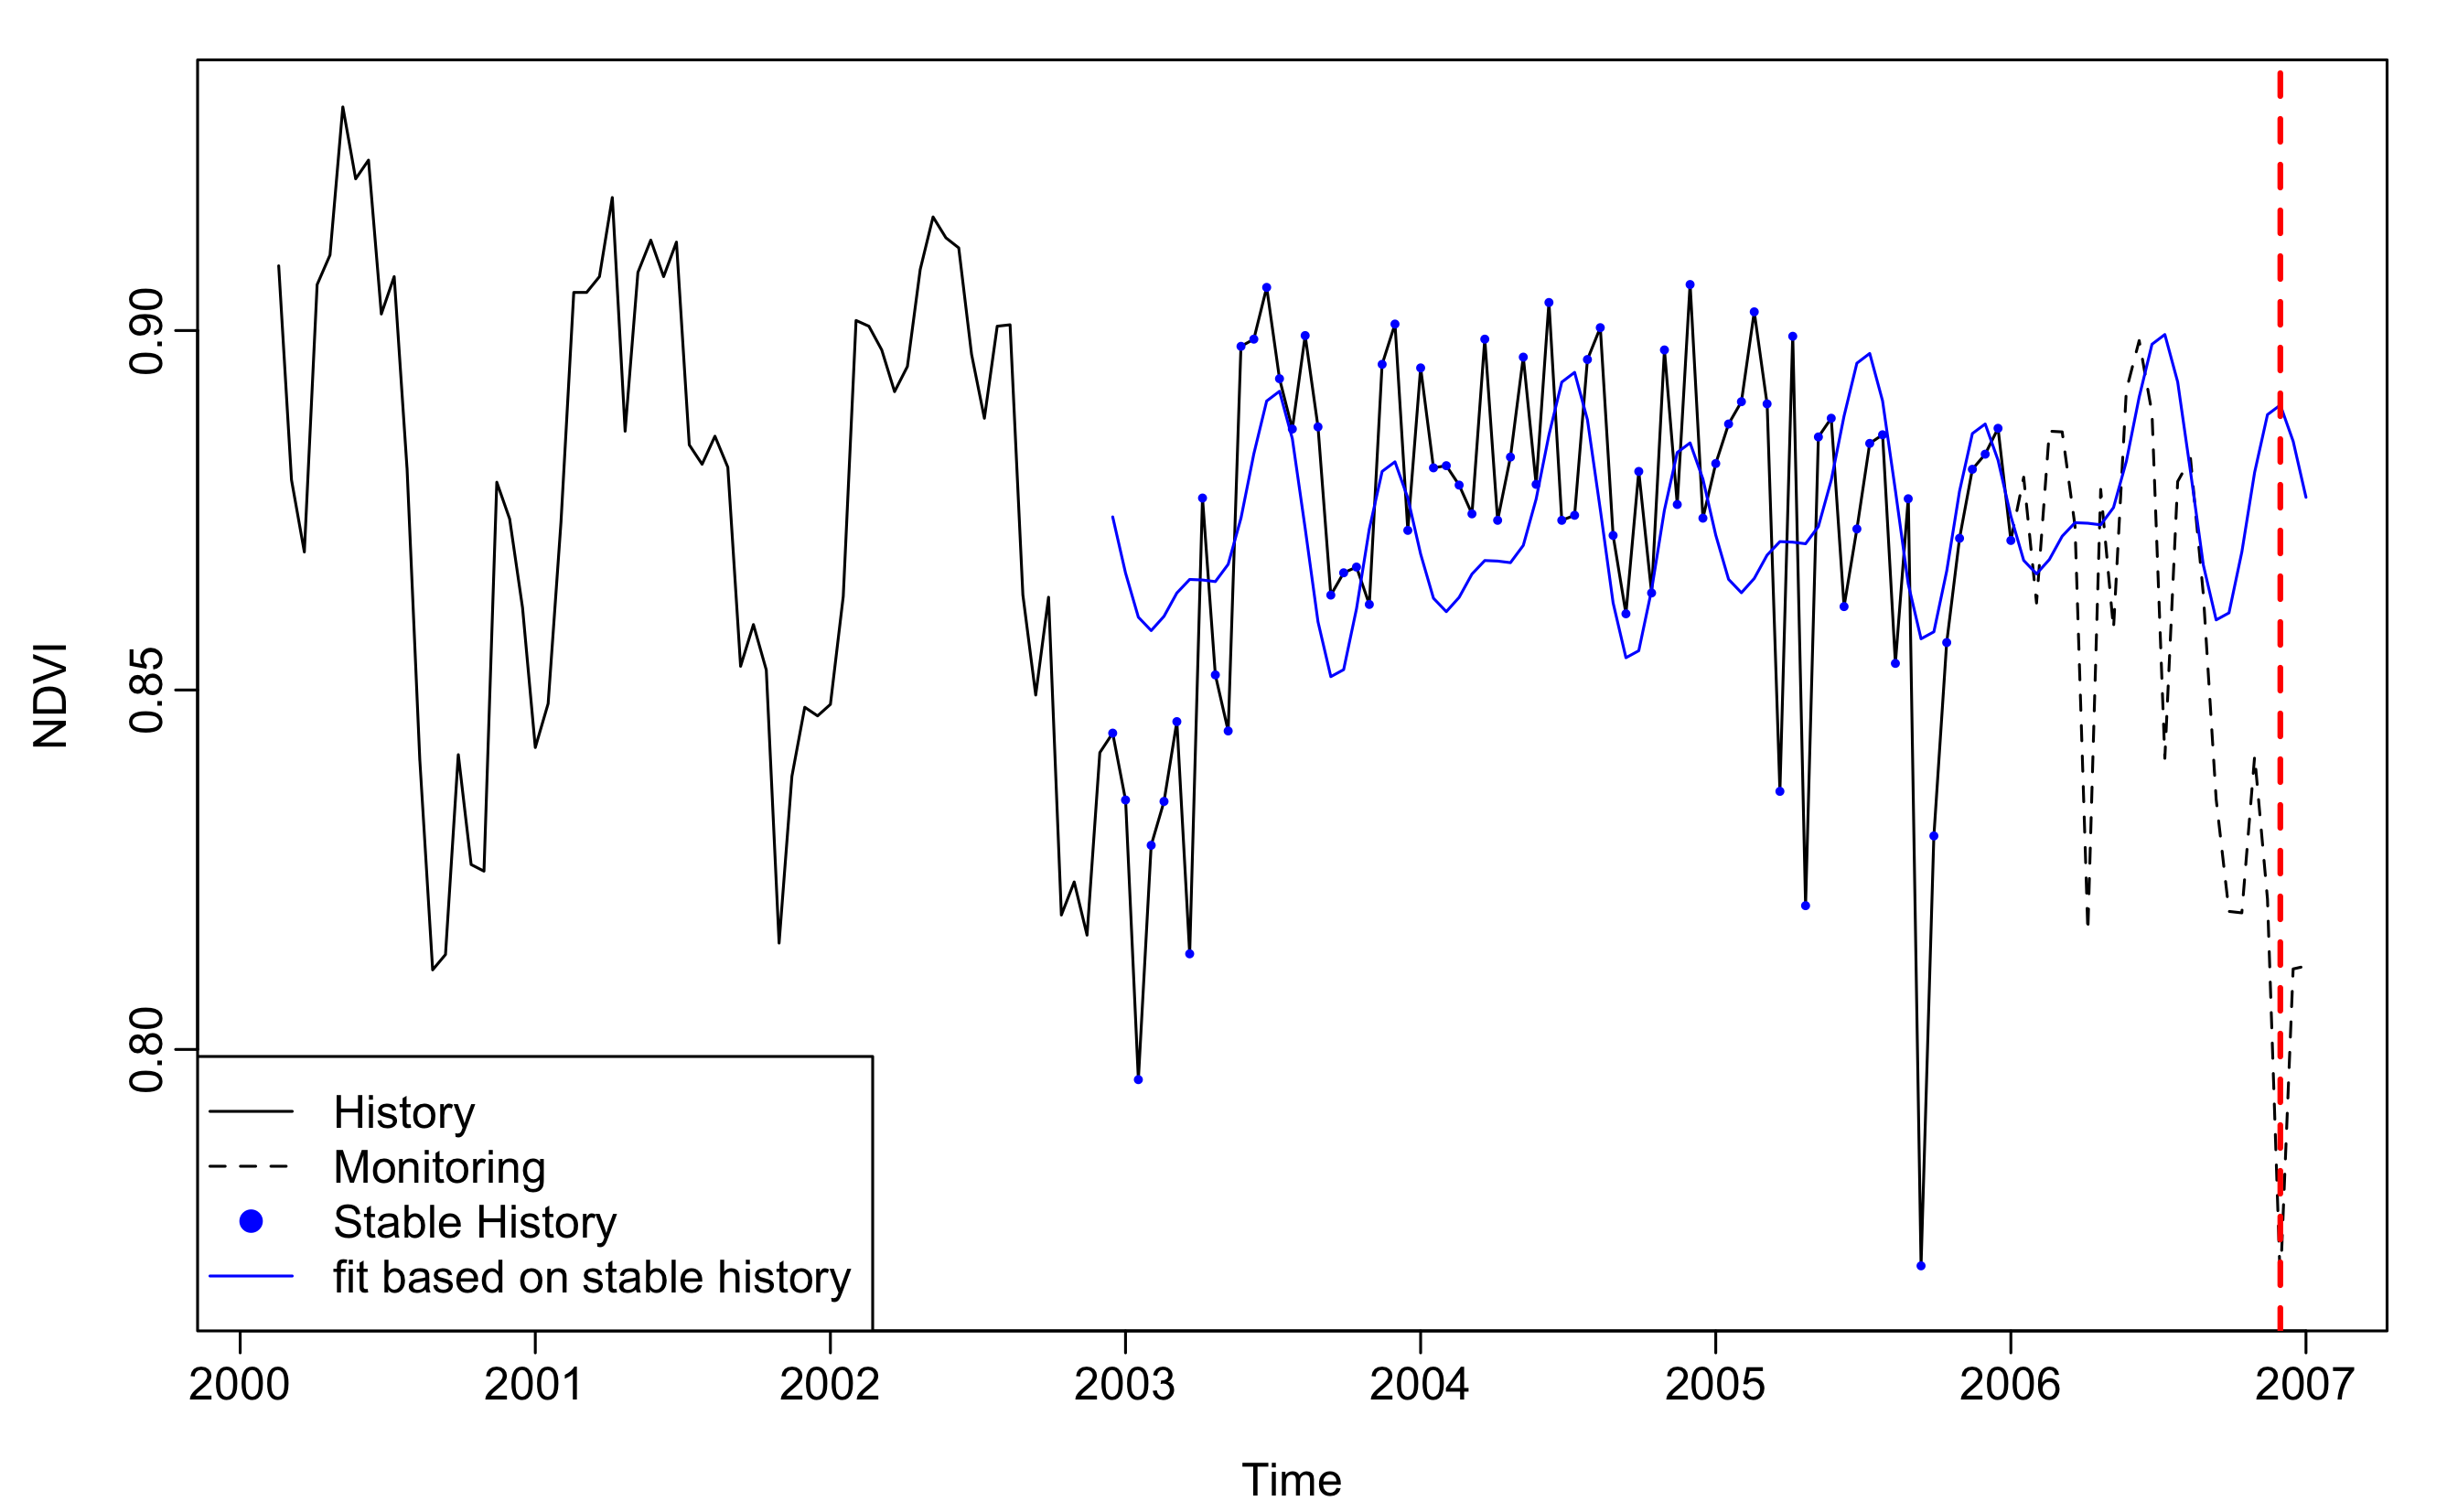 NDVI
0.90
0.85
0.80
History
Monitoring
Stable History
fit based on stable history
2000 2001 2002 2003 2004 2005 2006 2007
Time